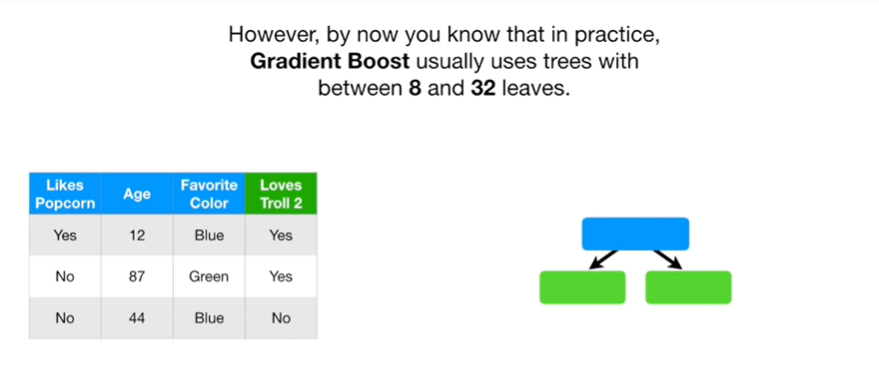 However, by now you know that in practice,
Gradient Boost usually uses trees with
between 8 and 32 leaves.
Likes Popcorn Age Favorite Color Loves Troll 2
Yes 12 Blue Yes
No 87 Green Yes
No 44 Blue No